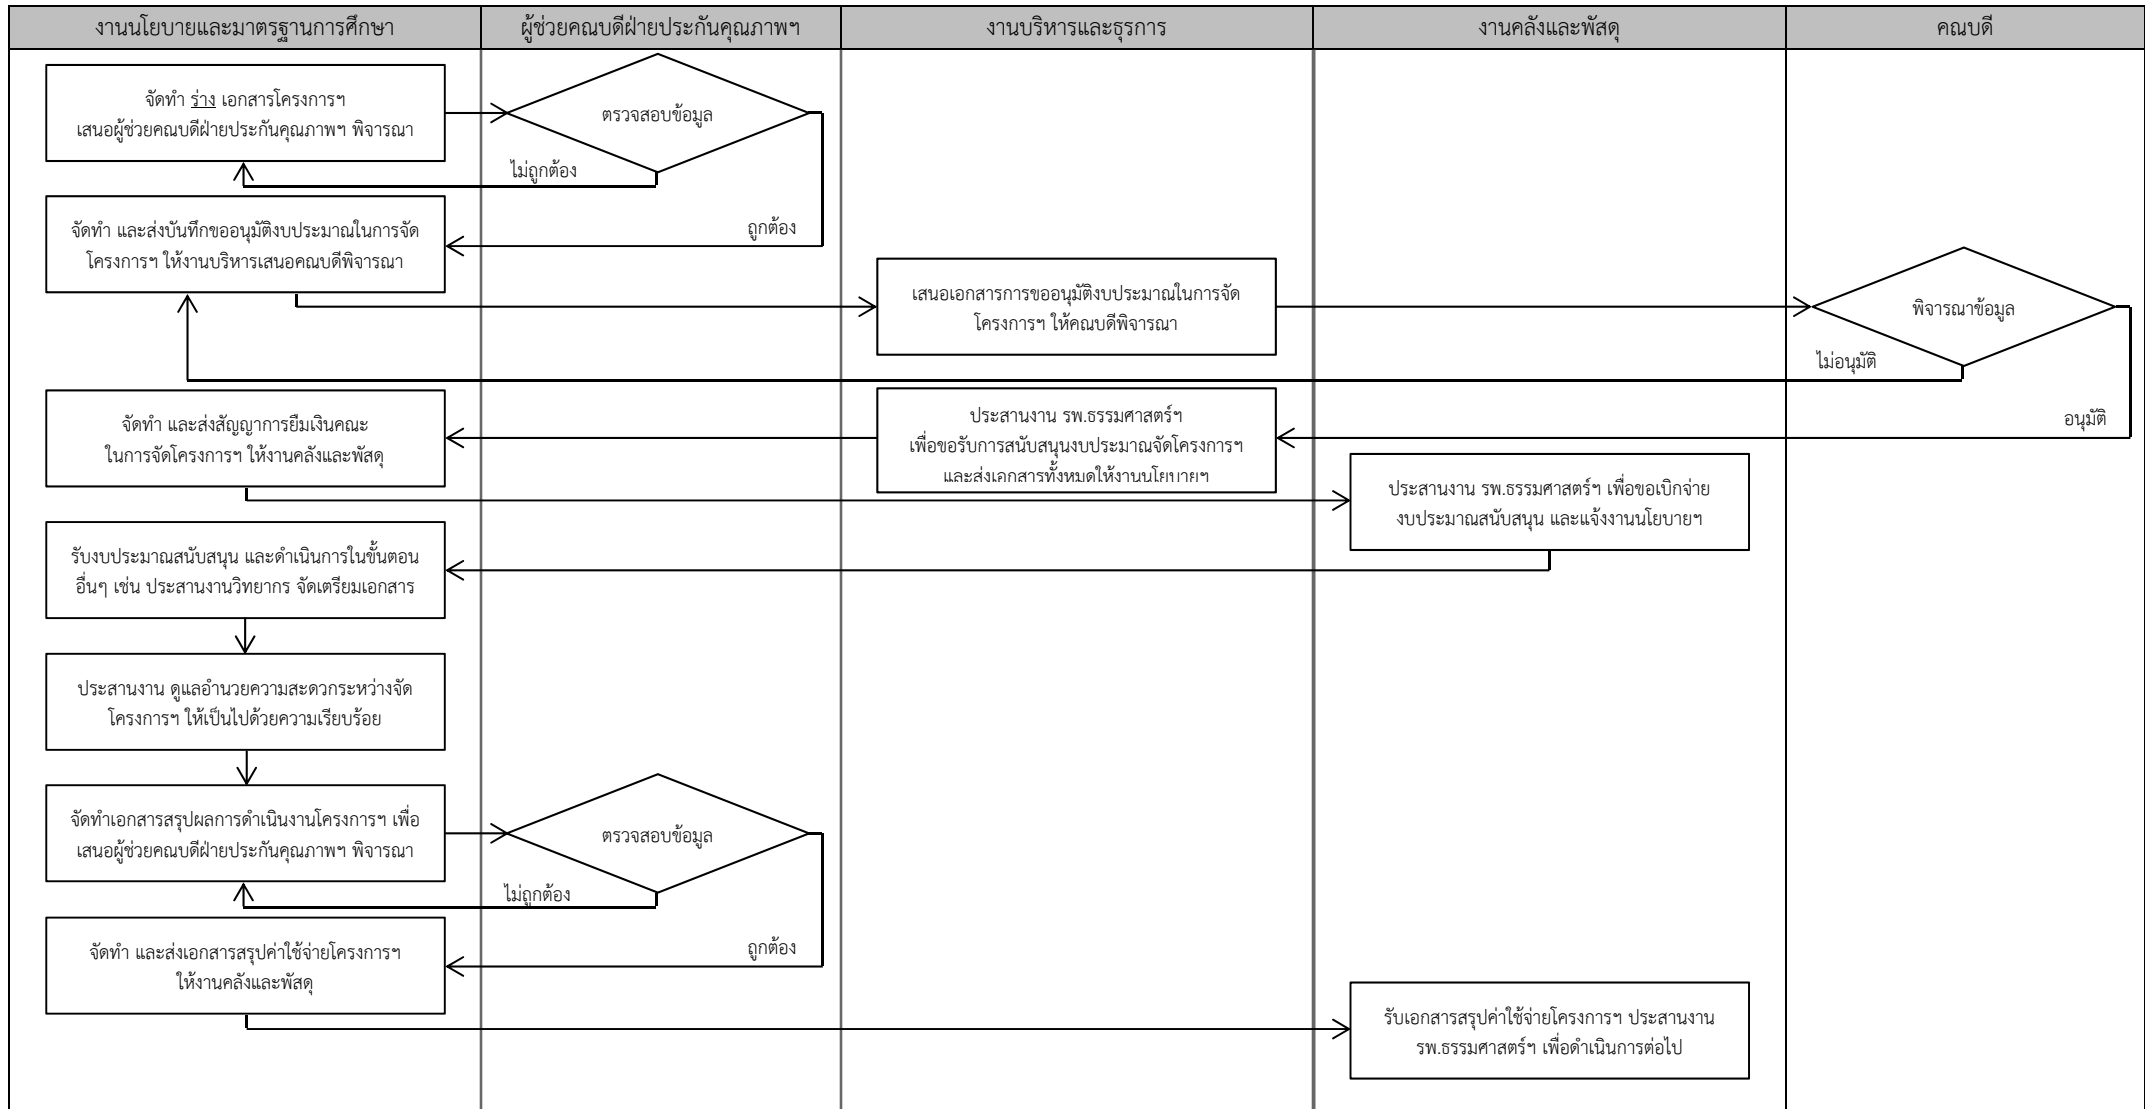 งานนโยบายและมาตรฐานการศึกษา
ผู้ช่วยคณบดีฝ่ายประกันคุณภาพฯ
งานบริหารและธุรการ
งานคลังและพัสดุ
คณบดี
จัดทำ ร่าง เอกสารโครงการฯ
เสนอผู้ช่วยคณบดีฝ่ายประกันคุณภาพฯ พิจารณา
ตรวจสอบข้อมูล
ไม่ถูกต้อง
ถูกต้อง
จัดทำ และส่งบันทึกขออนุมัติงบประมาณในการจัด
โครงการฯ ให้งานบริหารเสนอคณบดีพิจารณา
เสนอเอกสารการขออนุมัติงบประมาณในการจัด
โครงการฯ ให้คณบดีพิจารณา
พิจารณาข้อมูล
ไม่อนุมัติ
อนุมัติ
ประสานงาน รพ.ธรรมศาสตร์ฯ
เพื่อขอรับการสนับสนุนงบประมาณจัดโครงการฯ
และส่งเอกสารทั้งหมดให้งานนโยบายฯ
จัดทำ และส่งสัญญาการยืมเงินคณะ
ในการจัดโครงการฯ ให้งานคลังและพัสดุ
ประสานงาน รพ.ธรรมศาสตร์ฯ เพื่อขอเบิกจ่าย
งบประมาณสนับสนุน และแจ้งงานนโยบายฯ
รับงบประมาณสนับสนุน และดำเนินการในขั้นตอน
อื่นๆ เช่น ประสานงานวิทยากร จัดเตรียมเอกสาร
ประสานงาน ดูแลอำนวยความสะดวกระหว่างจัด
โครงการฯ ให้เป็นไปด้วยความเรียบร้อย
จัดทำเอกสารสรุปผลการดำเนินงานโครงการฯ เพื่อ
เสนอผู้ช่วยคณบดีฝ่ายประกันคุณภาพฯ พิจารณา
ตรวจสอบข้อมูล
ไม่ถูกต้อง
ถูกต้อง
จัดทำ และส่งเอกสารสรุปค่าใช้จ่ายโครงการฯ
ให้งานคลังและพัสดุ
รับเอกสารสรุปค่าใช้จ่ายโครงการฯ ประสานงาน
รพ.ธรรมศาสตร์ฯ เพื่อดำเนินการต่อไป